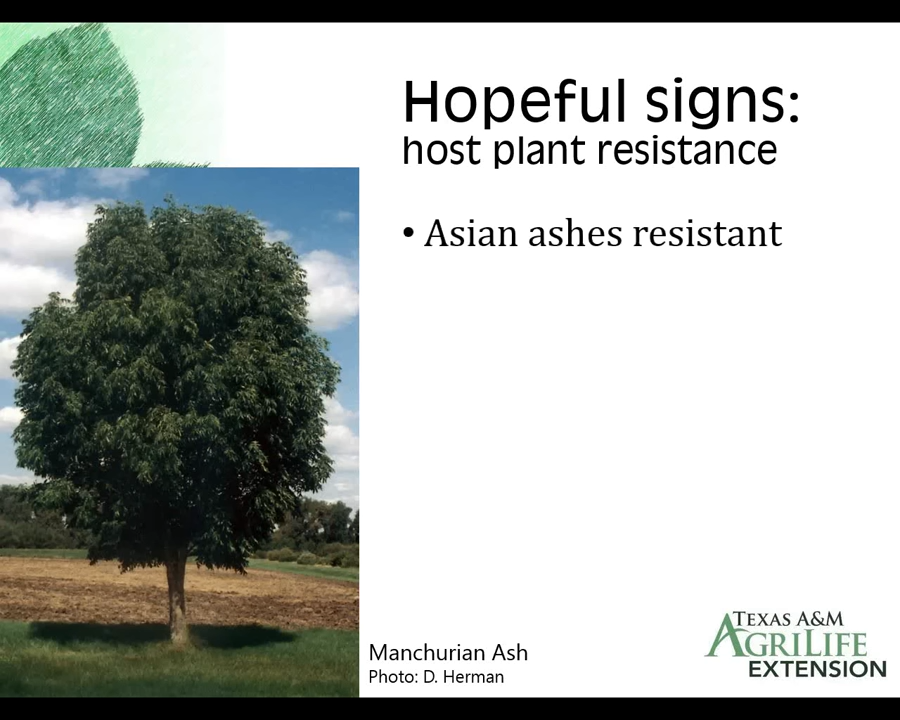 Hopeful signs:
host plant resistance
• Asian ashes resistant
Manchurian Ash
Photo: D. Herman
TEXAS A&M
AGRILIFE
EXTENSION